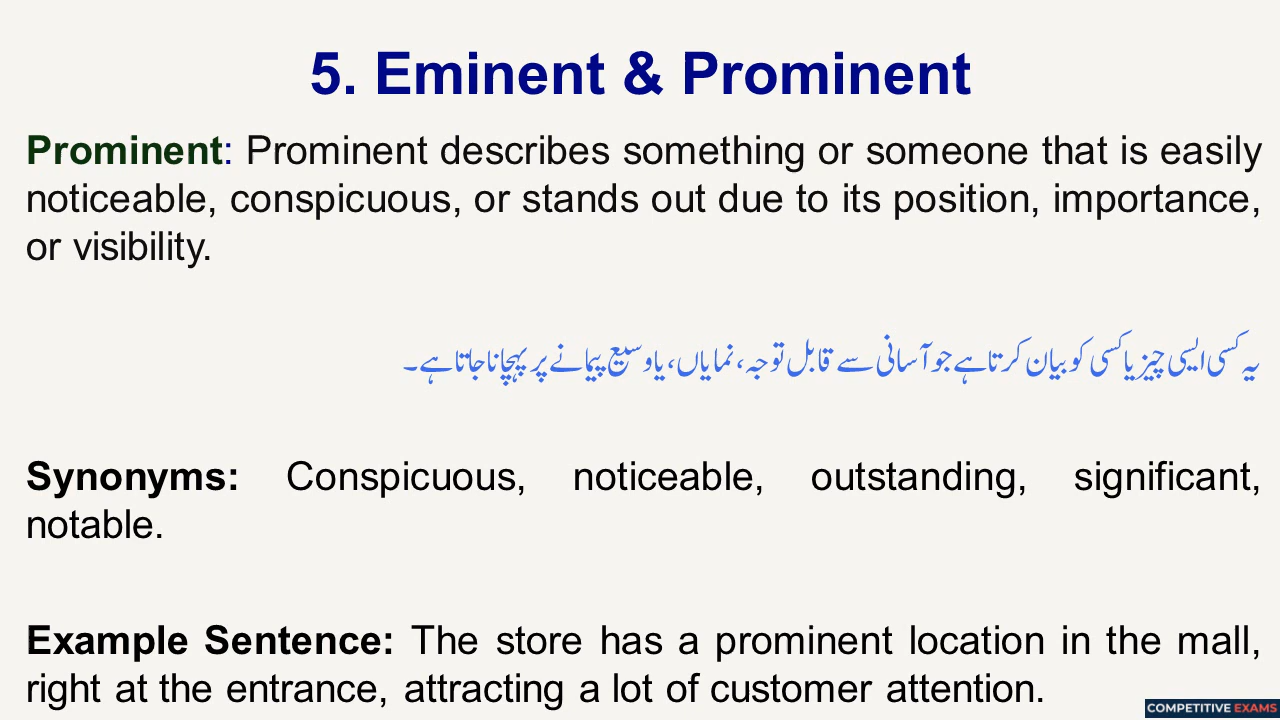 5. Eminent & Prominent
Prominent: Prominent describes something or someone that is easily
noticeable, conspicuous, or stands out due to its position, importance,
or visibility.
یہ کسی ایسی چیز یا کسی کو بیان کرتا ہے جو آسانی سے قابل توجہ، نمایاں، یا وسیع پیمانے پر پہچانا جاتا ہے۔
Synonyms: Conspicuous, noticeable, outstanding, significant,
notable.
Example Sentence: The store has a prominent location in the mall,
right at the entrance, attracting a lot of customer attention.
COMPETITIVE EXAMS